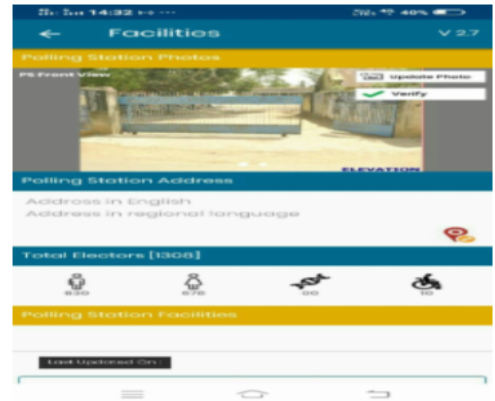 14:32 40%
Facilities V 2.7
Polling Station Photos
PS Front View Update Photo
Verify
ELEVATION
Polling Station Address
Address in English
Address in regional language
Total Electors [1308]
630 678 00 10
Polling Station Facilities
Last Updated On :